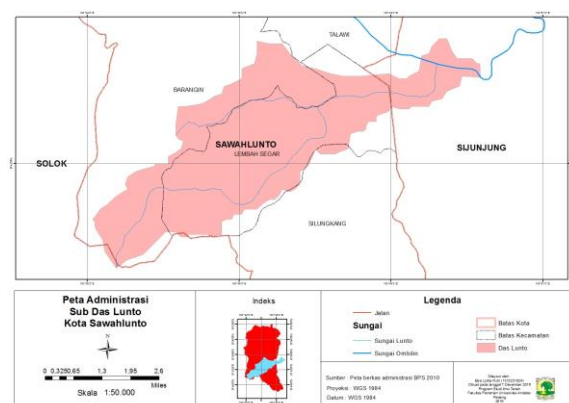 TALAWI
BARANGIN
SAWAHLUNTO
LEMBAH SEGAR
SOLOK
SIJUNJUNG
SILUNGKANG
Peta Administrasi
Sub Das Lunto
Kota Sawahlunto
0 0.325 0.65 1.3 1.95 2.6
Miles
Skala 1:50.000
Indeks
Legenda
Jalan
Sungai
Sungai Lunto
Sungai Ombilin
Batas Kota
Batas Kecamatan
Das Lunto
Sumber : Peta berkas administrasi BPS 2010
Proyeksi : WGS 1984
Datum : WGS 1984